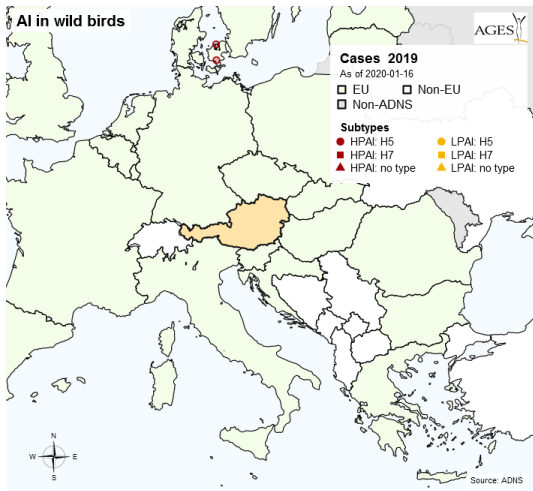 AI in wild birds
AGES
Cases 2019
As of 2020-01-16
EU Non-EU
Non-ADNS
Subtypes
HPAI: H5 LPAI: H5
HPAI: H7 LPAI: H7
HPAI: no type LPAI: no type
N
W E
S
Source: ADNS